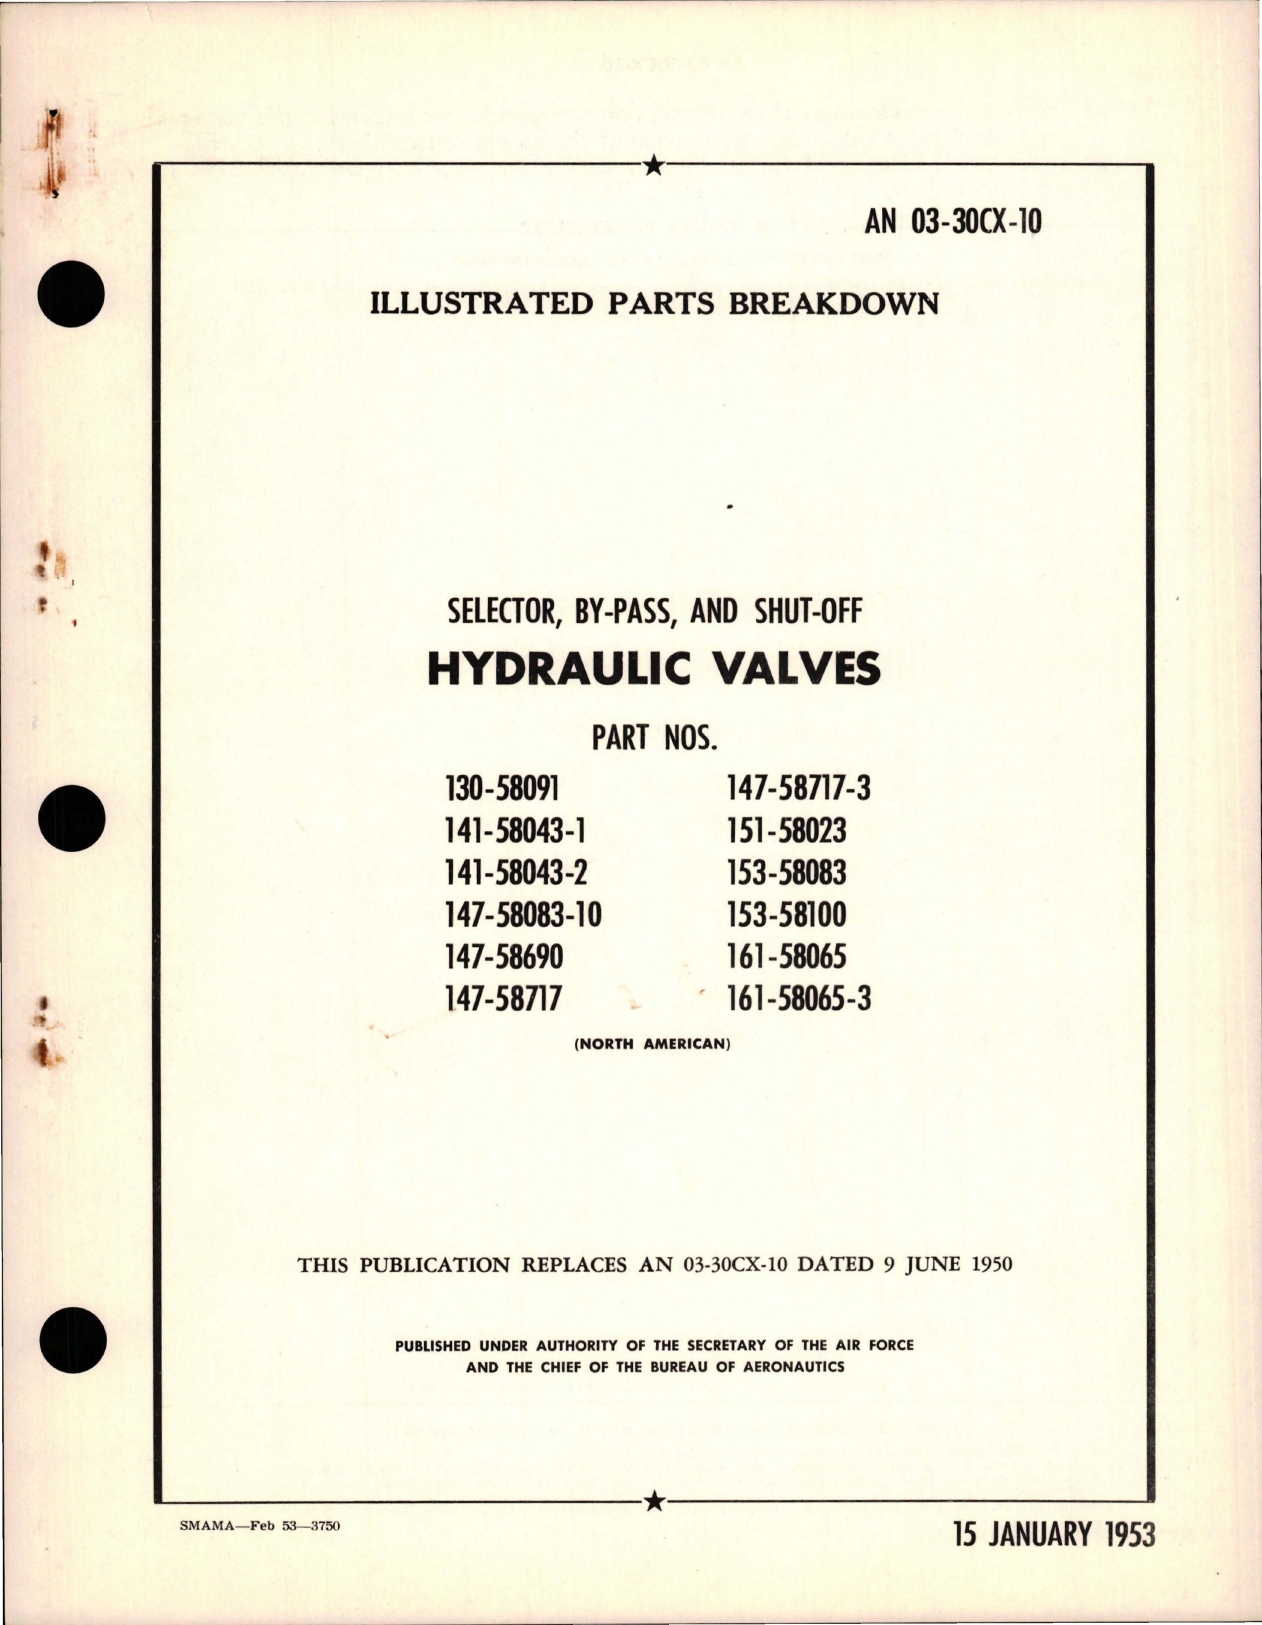 AN 03-30CX-10
ILLUSTRATED PARTS BREAKDOWN
SELECTOR, BY-PASS, AND SHUT-OFF
HYDRAULIC VALVES
PART NOS.
130-58091 147-58717-3
141-58043-1 151-58023
141-58043-2 153-58083
147-58083-10 153-58100
147-58690 161-58065
147-58717 161-58065-3
(NORTH AMERICAN)
THIS PUBLICATION REPLACES AN 03-30CX-10 DATED 9 JUNE 1950
PUBLISHED UNDER AUTHORITY OF THE SECRETARY OF THE AIR FORCE
AND THE CHIEF OF THE BUREAU OF AERONAUTICS
SMAMA—Feb 53—3750
15 JANUARY 1953